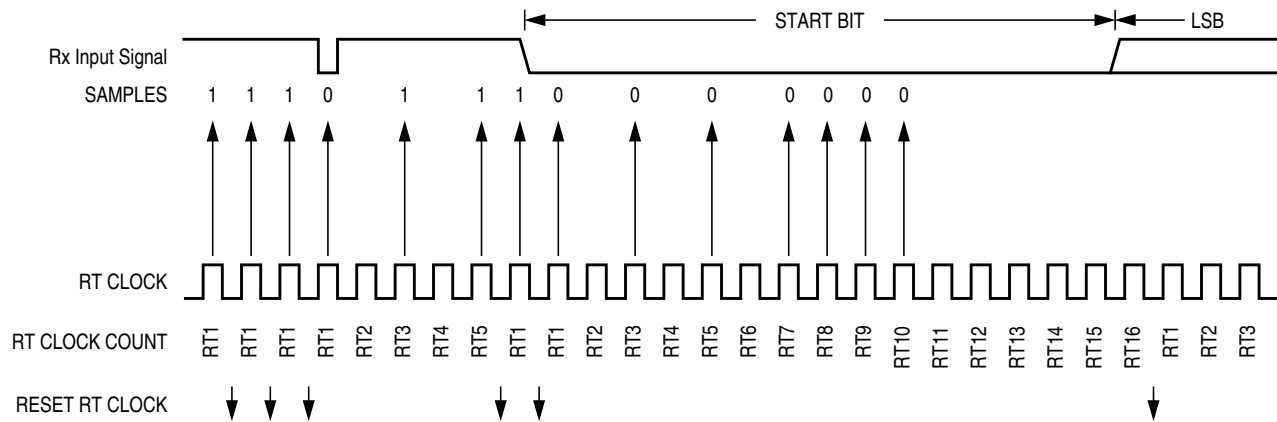 START BIT LSB
Rx Input Signal
SAMPLES 1 1 1 0 1 1 1 0 0 0 0 0 0 0
RT CLOCK
RT CLOCK COUNT RT1 RT1 RT1 RT1 RT2 RT3 RT4 RT5 RT1 RT1 RT2 RT3 RT4 RT5 RT6 RT7 RT8 RT9 RT10 RT11 RT12 RT13 RT14 RT15 RT16 RT1 RT2 RT3
RESET RT CLOCK